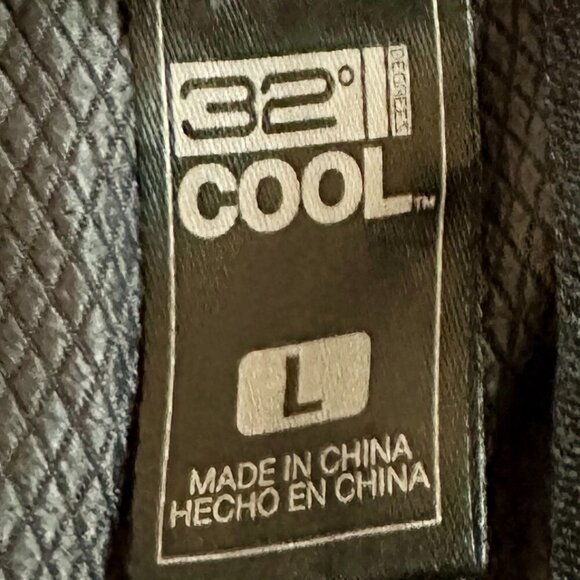 32° DEGREES
COOL™
L
MADE IN CHINA
HECHO EN CHINA